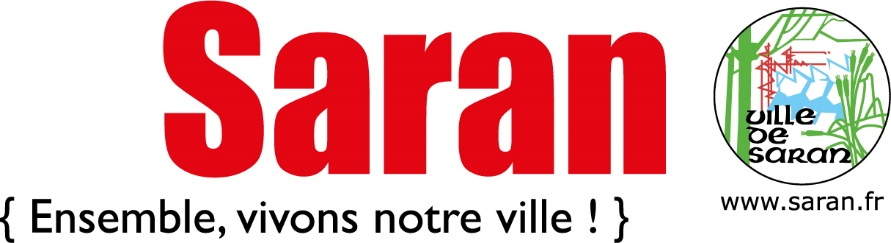 Saran
{ Ensemble, vivons notre ville ! }
ville
de
saran
www.saran.fr